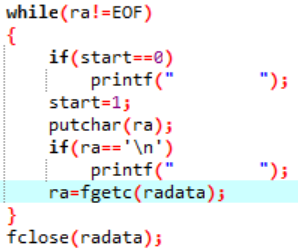 while(ra!=EOF)
{
    if(start==0)
        printf("          ");
    start=1;
    putchar(ra);
    if(ra=='\n')
        printf("          ");
    ra=fgetc(radata);
}
fclose(radata);